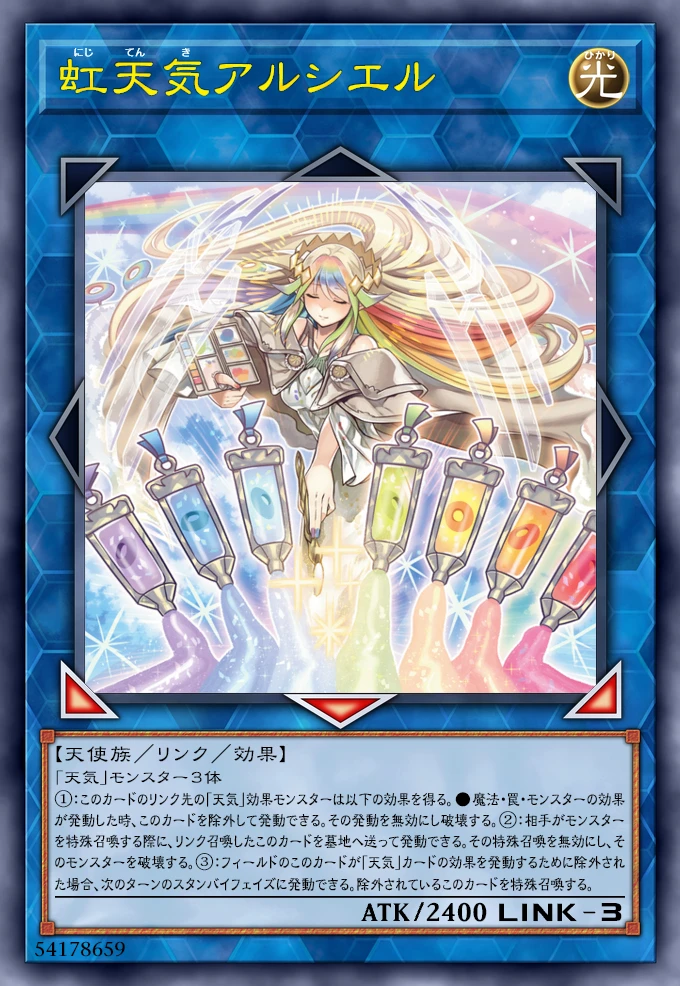 にじ てん き
虹天気アルシエル
ひかり
光
【天使族／リンク／効果】
「天気」モンスター３体
①：このカードのリンク先の「天気」効果モンスターは以下の効果を得る。●魔法・罠・モンスターの効果
が発動した時、このカードを除外して発動できる。その発動を無効にし破壊する。②：相手がモンスター
を特殊召喚する際に、リンク召喚したこのカードを墓地へ送って発動できる。その特殊召喚を無効にし、そ
のモンスターを破壊する。③：フィールドのこのカードが「天気」カードの効果を発動するために除外され
た場合、次のターンのスタンバイフェイズに発動できる。除外されているこのカードを特殊召喚する。
ATK/2400 LINK-3
54178659